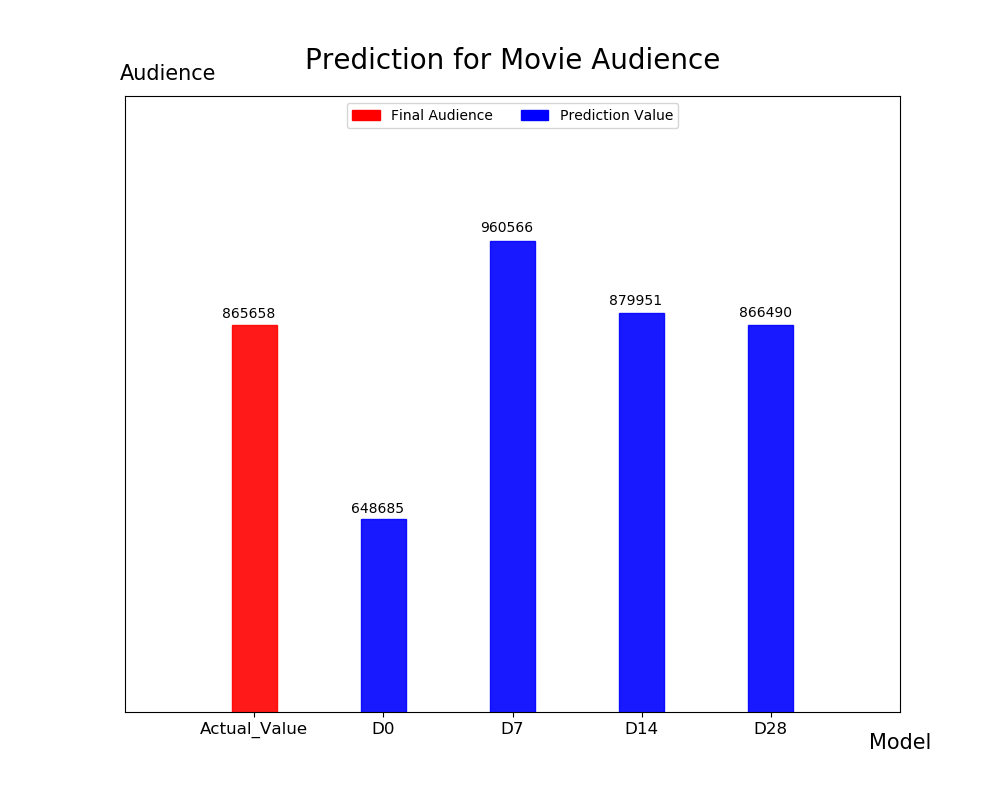 Prediction for Movie Audience
Audience
Final Audience Prediction Value
960566
879951
866490
865658
648685
Actual_Value D0 D7 D14 D28
Model